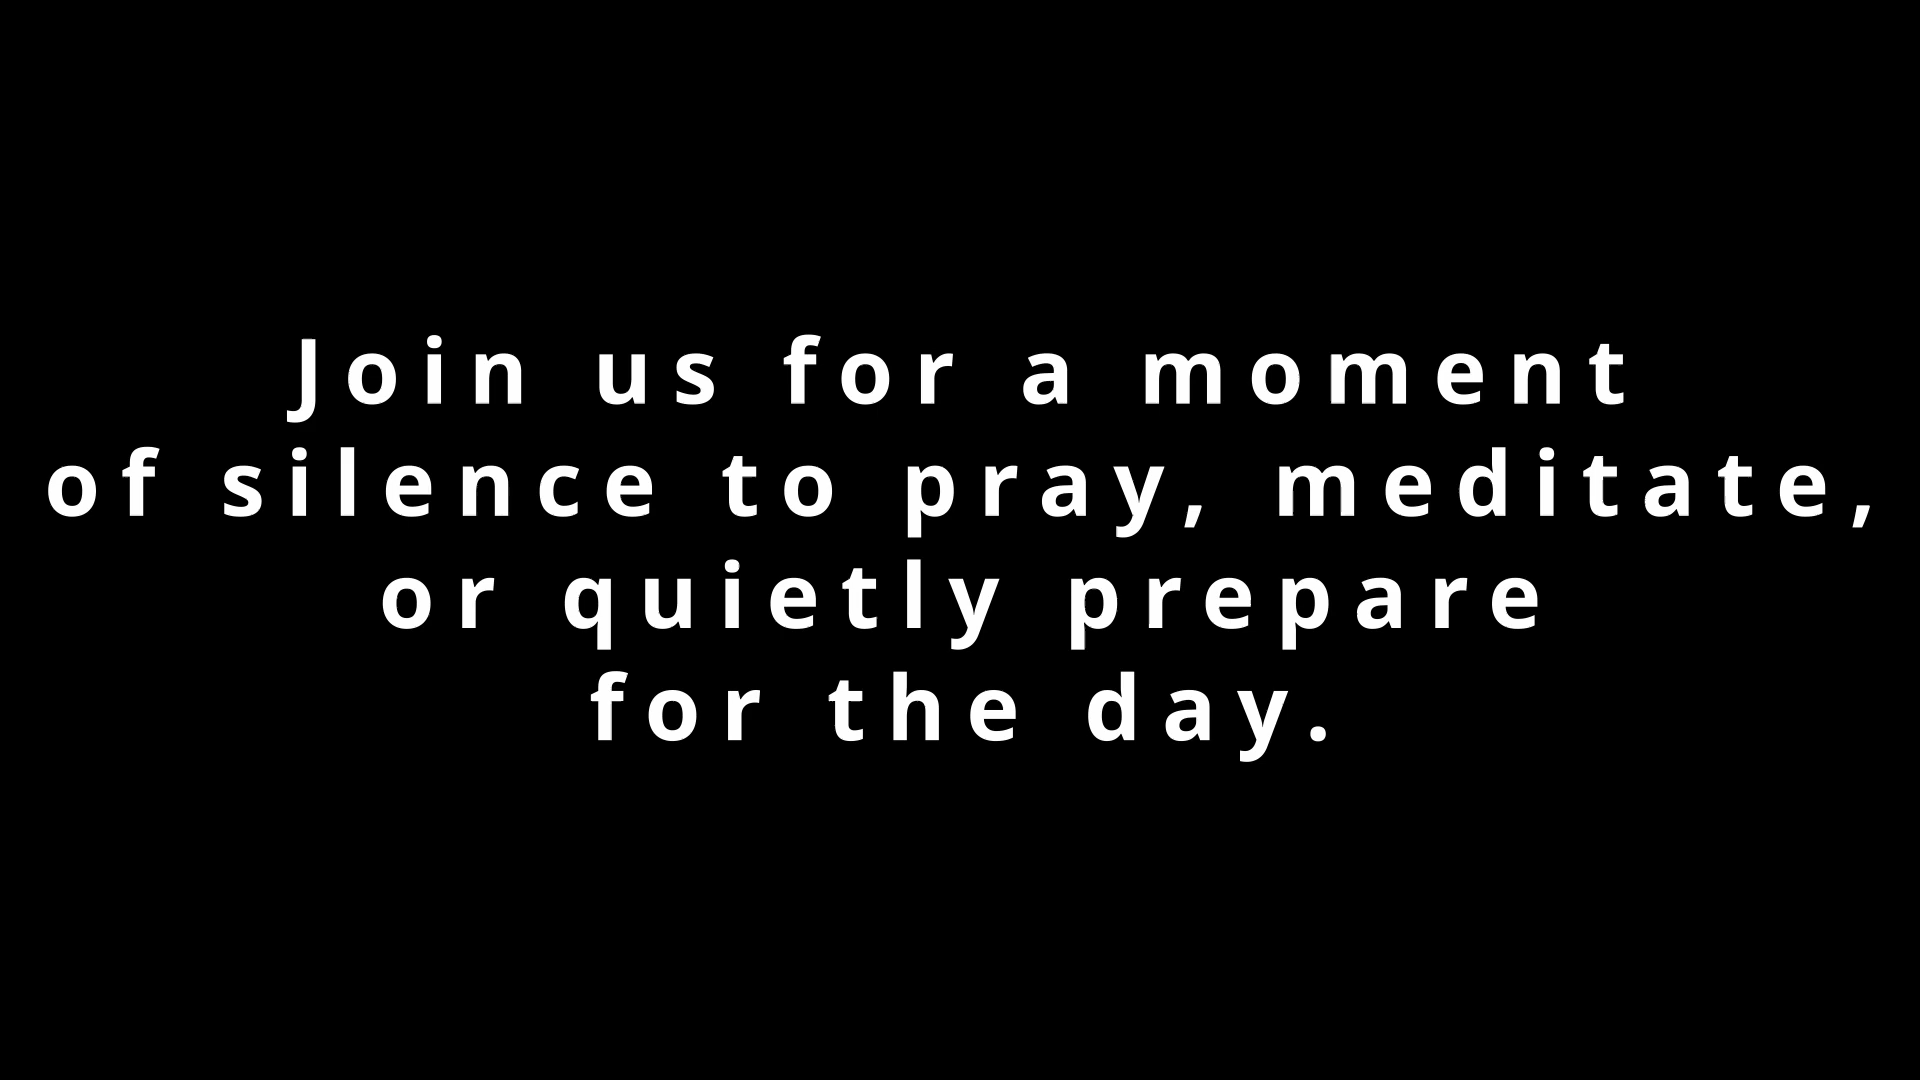 Join us for a moment
of silence to pray, meditate,
or quietly prepare
for the day.